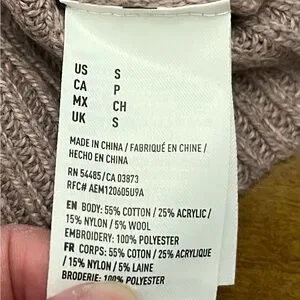 US S
CA P
MX CH
UK S
MADE IN CHINA / FABRIQUÉ EN CHINE /
HECHO EN CHINA
RN 54485/CA 03873
RFC# AEM120605U9A
EN BODY: 55% COTTON / 25% ACRYLIC /
15% NYLON / 5% WOOL
EMBROIDERY: 100% POLYESTER
FR CORPS: 55% COTON / 25% ACRYLIQUE
/ 15% NYLON / 5% LAINE
BRODERIE: 100% POLYESTER